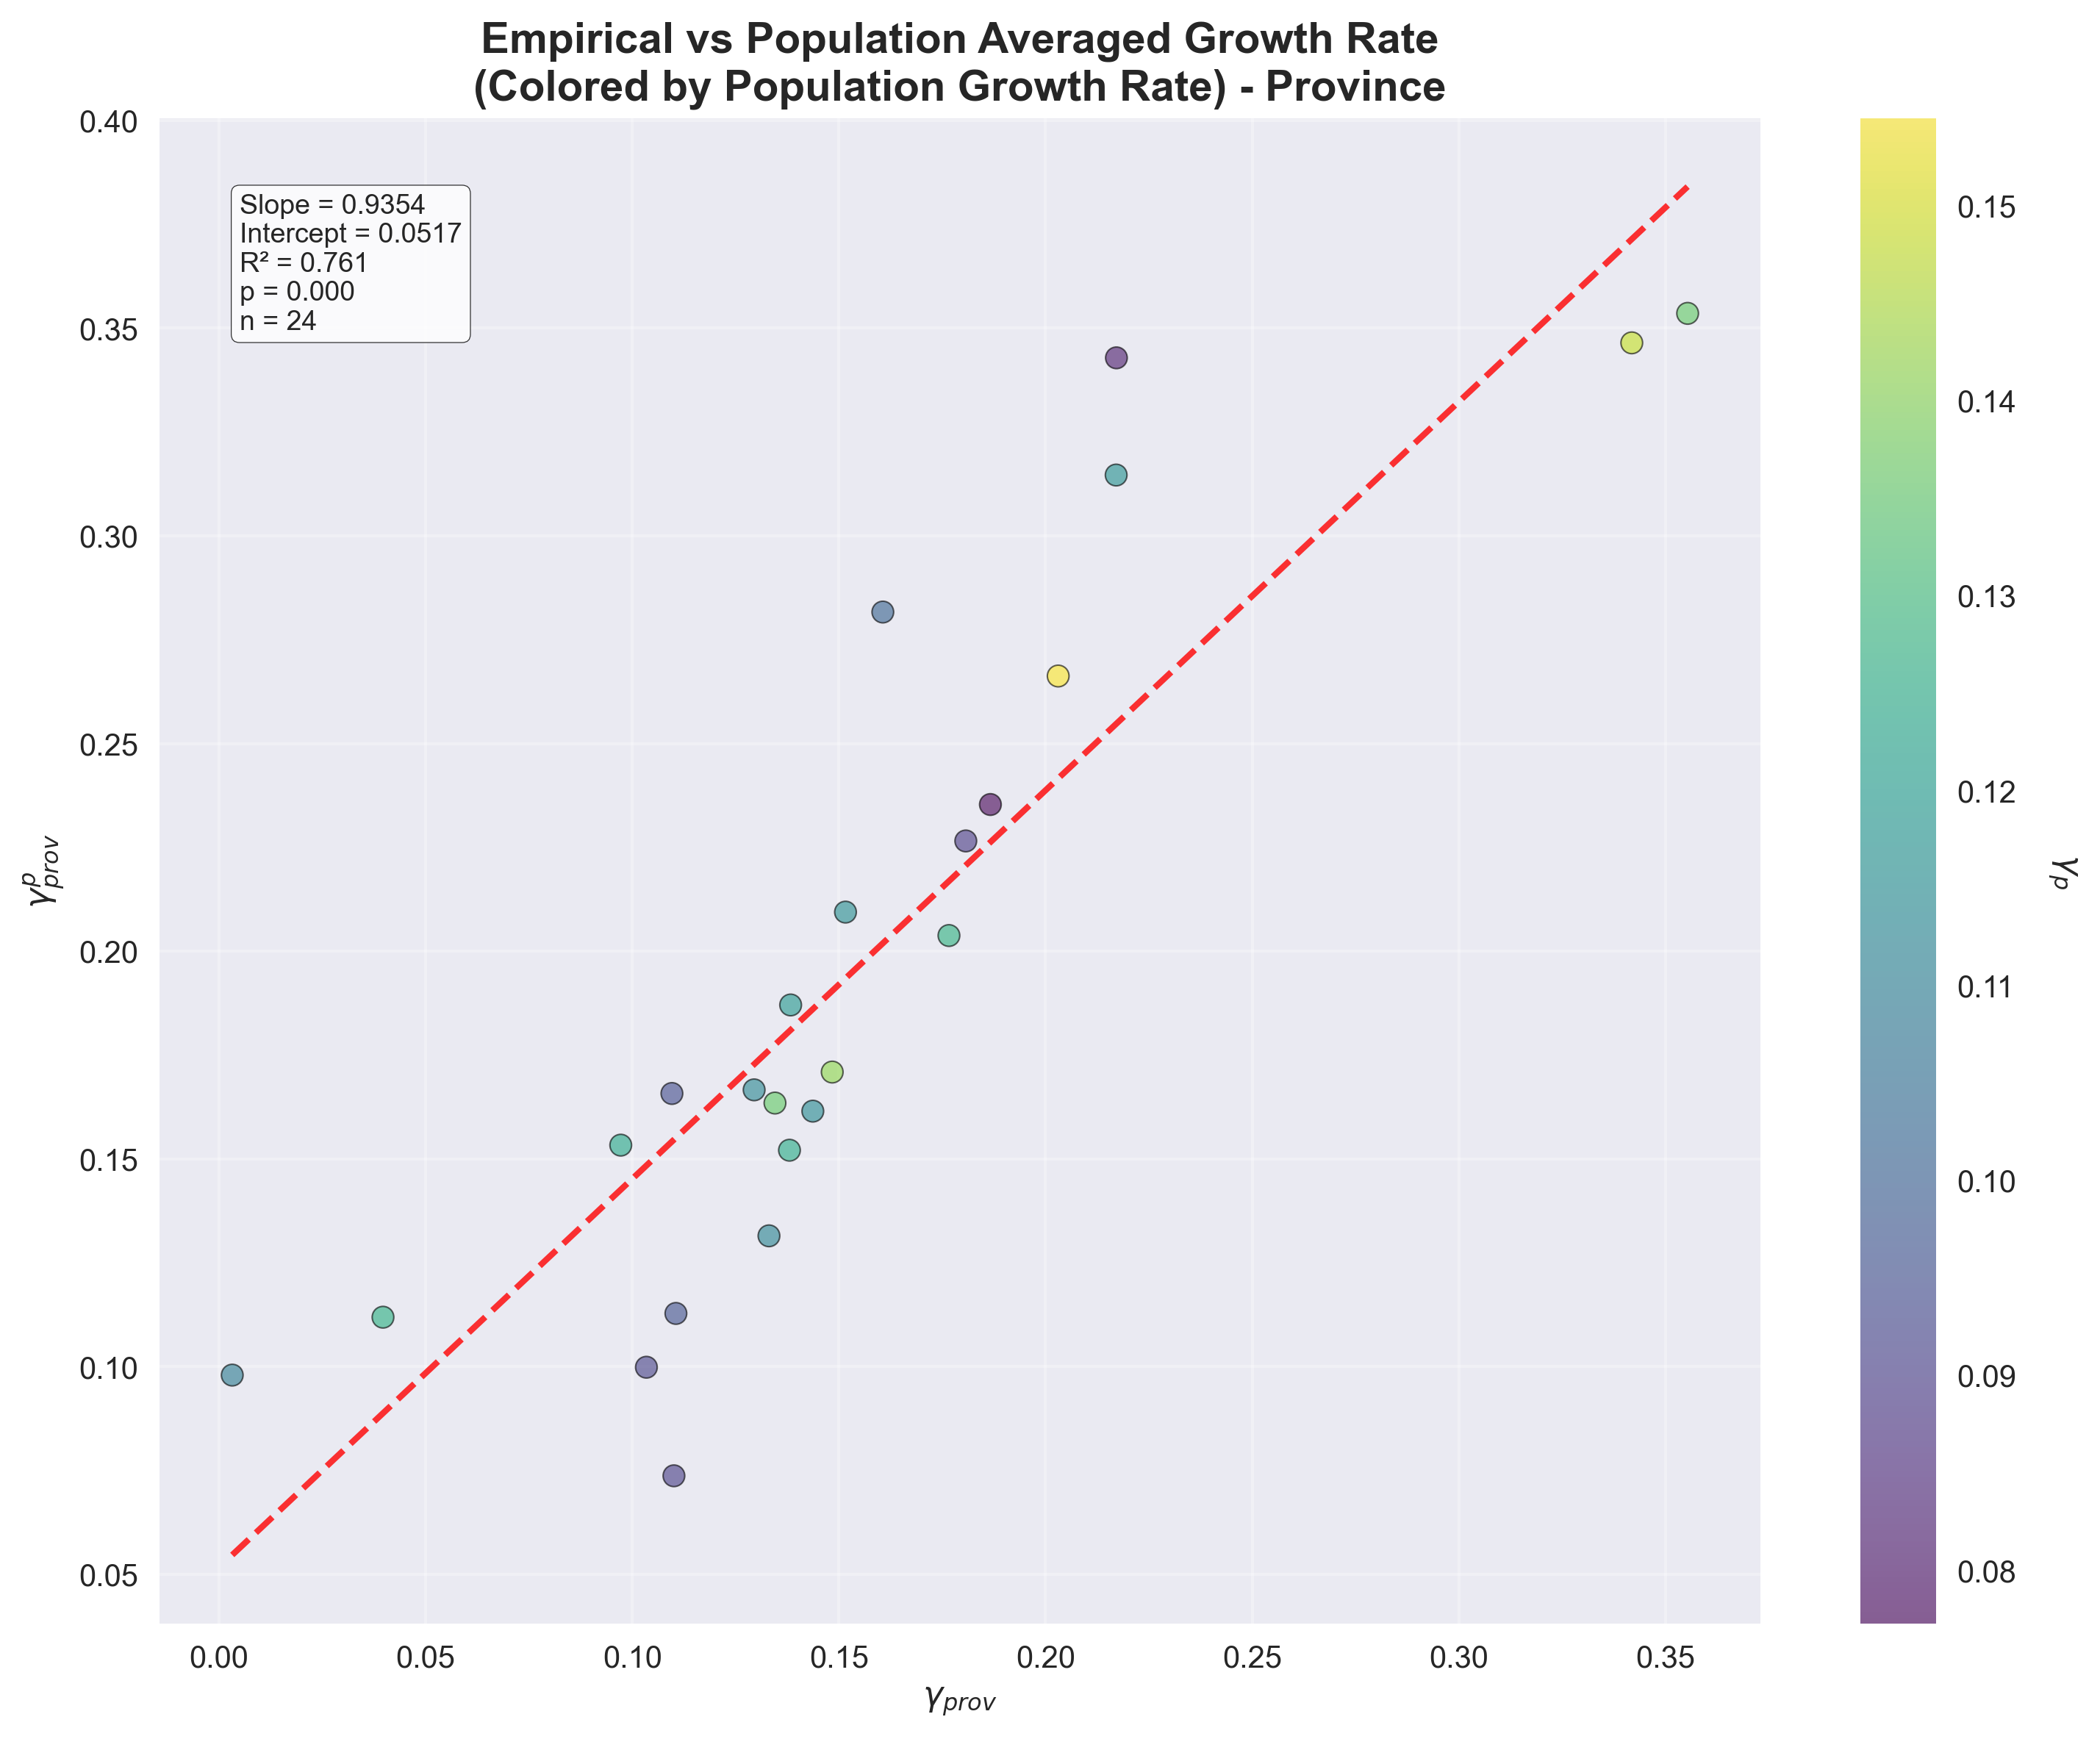 Empirical vs Population Averaged Growth Rate
(Colored by Population Growth Rate) - Province
Slope = 0.9354
Intercept = 0.0517
R² = 0.761
p = 0.000
n = 24
0.40
0.35
0.30
0.25
0.20
0.15
0.10
0.05
γ^p_prov
0.00
0.05
0.10
0.15
0.20
0.25
0.30
0.35
γ_prov
0.15
0.14
0.13
0.12
0.11
0.10
0.09
0.08
γ_p